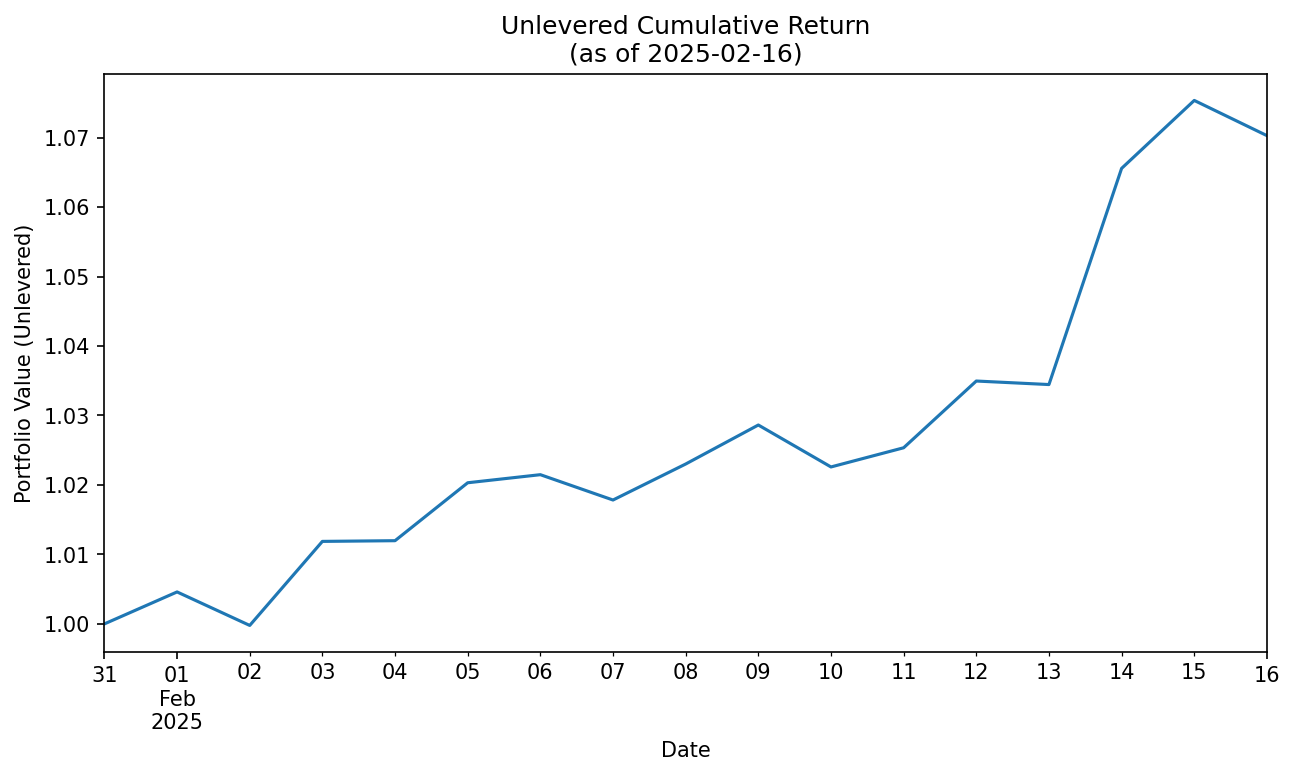 Unlevered Cumulative Return
(as of 2025-02-16)
Portfolio Value (Unlevered)
1.07
1.06
1.05
1.04
1.03
1.02
1.01
1.00
31 01 02 03 04 05 06 07 08 09 10 11 12 13 14 15 16
Feb
2025
Date